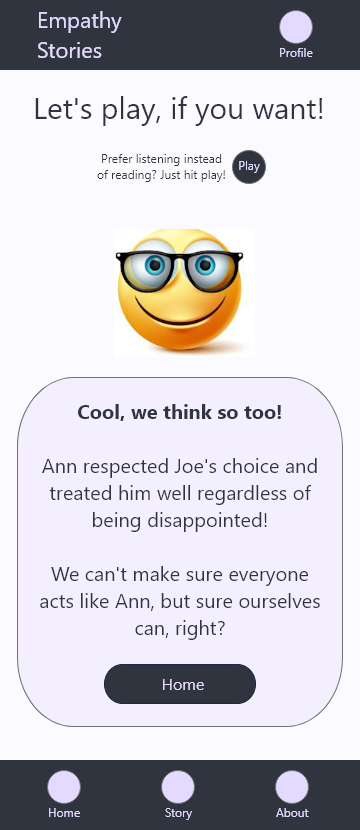 Empathy
Stories
Profile
Let's play, if you want!
Prefer listening instead
of reading? Just hit play!
Play
Cool, we think so too!
Ann respected Joe's choice and
treated him well regardless of
being disappointed!
We can't make sure everyone
acts like Ann, but sure ourselves
can, right?
Home
Home
Story
About